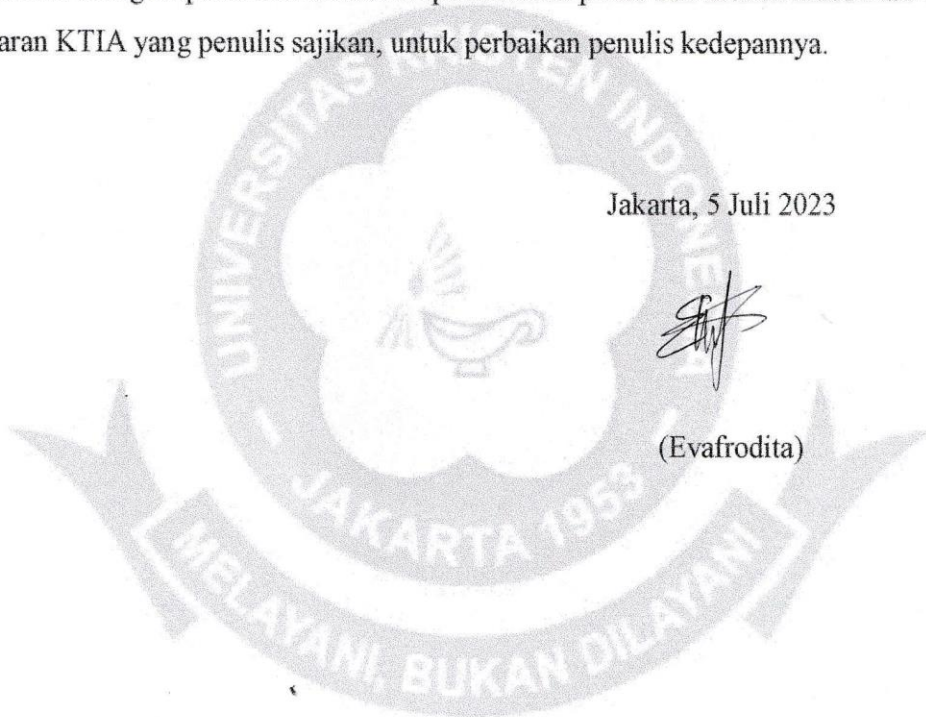 aran KTIA yang penulis sajikan, untuk perbaikan penulis kedepannya.
UNIVERSITAS KRISTEN INDONESIA
Jakarta, 5 Juli 2023
(Evafrodita)
- JAKARTA 1953 -
MELAYANI, BUKAN DILAYANI